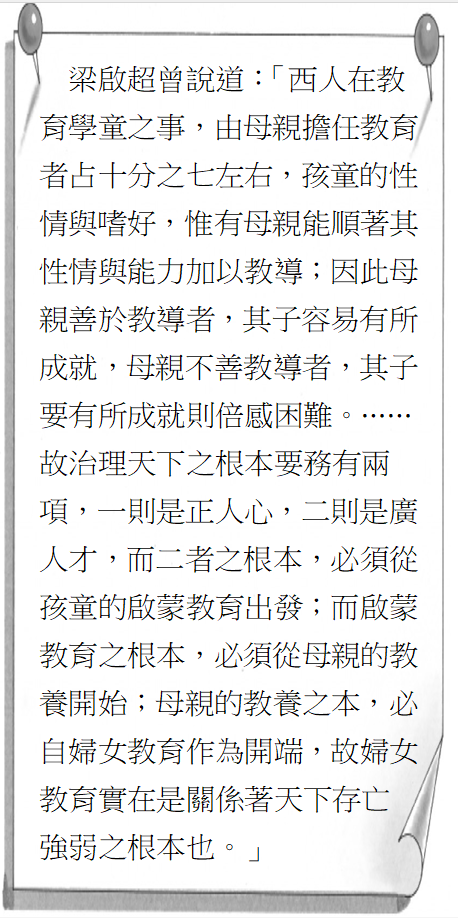 梁啟超曾說道：「西人在教
育學童之事，由母親擔任教育
者占十分之七左右，孩童的性
情與嗜好，惟有母親能順著其
性情與能力加以教導；因此母
親善於教導者，其子容易有所
成就，母親不善教導者，其子
要有所成就則倍感困難。……
故治理天下之根本要務有兩
項，一則是正人心，二則是廣
人才，而二者之根本，必須從
孩童的啟蒙教育出發；而啟蒙
教育之根本，必須從母親的教
養開始；母親的教養之本，必
自婦女教育作為開端，故婦女
教育實在是關係著天下存亡
強弱之根本也。」